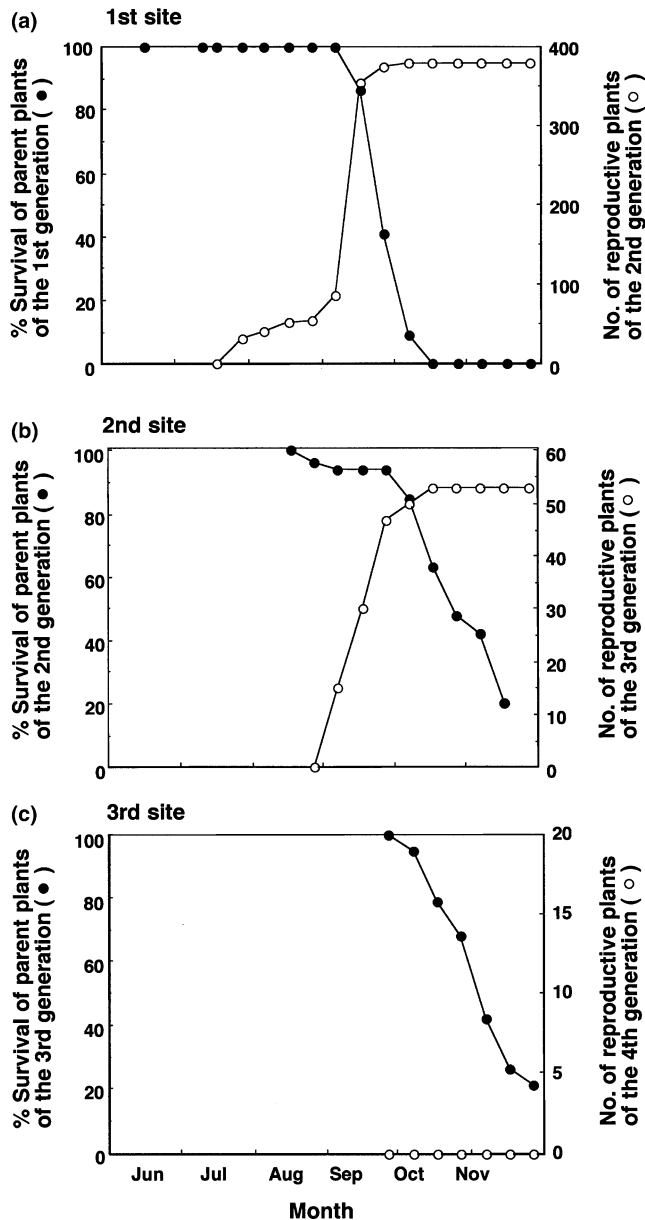 (a) 1st site
% Survival of parent plants
of the 1st generation ( ● )
100
80
60
40
20
0
400
300
200
100
0
No. of reproductive plants
of the 2nd generation ( ○ )
(b) 2nd site
% Survival of parent plants
of the 2nd generation ( ● )
100
80
60
40
20
0
60
50
40
30
20
10
0
No. of reproductive plants
of the 3rd generation ( ○ )
(c) 3rd site
% Survival of parent plants
of the 3rd generation ( ● )
100
80
60
40
20
0
20
15
10
5
0
No. of reproductive plants
of the 4th generation ( ○ )
Jun Jul Aug Sep Oct Nov
Month